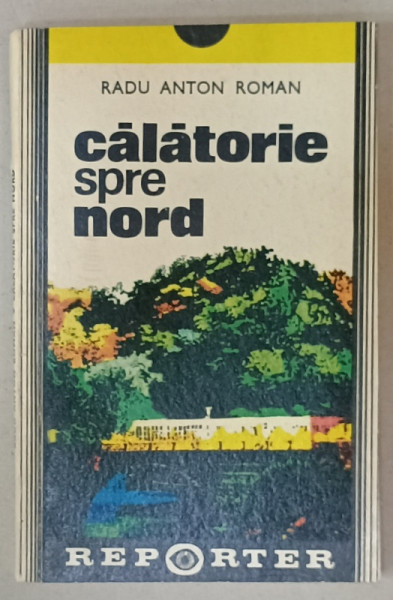 RADU ANTON ROMAN
călătorie
spre
nord
REPORTER